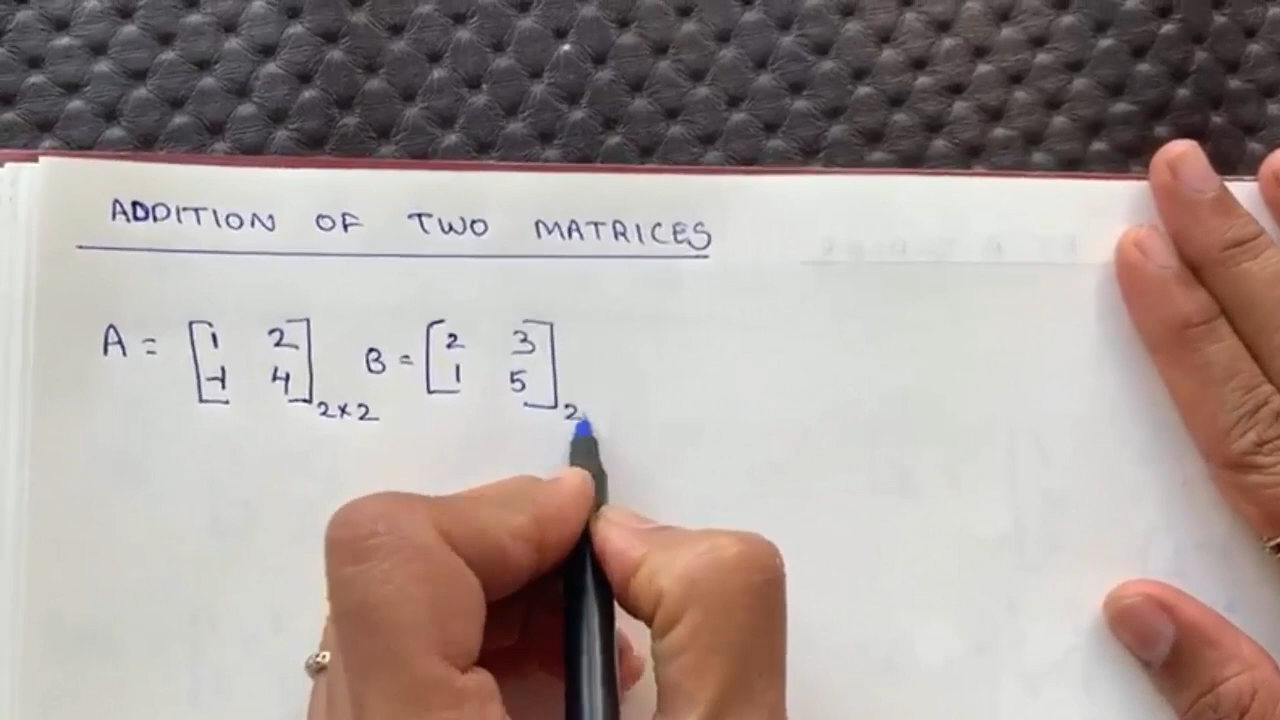 ADDITION OF TWO MATRICES
A = [1 2 B = [2 3
-1 4]2×2 1 5]2